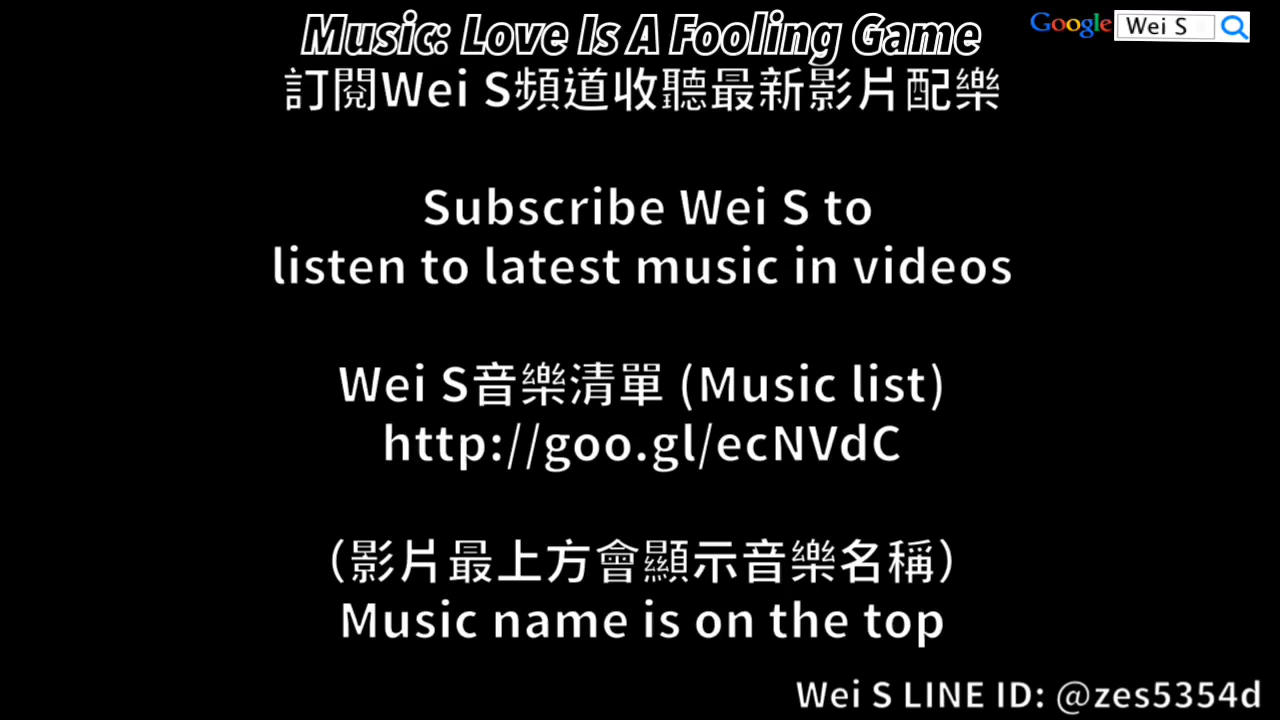 Music: Love Is A Fooling Game
Google Wei S
訂閱Wei S頻道收聽最新影片配樂
Subscribe Wei S to
listen to latest music in videos
Wei S音樂清單 (Music list)
http://goo.gl/ecNVdC
（影片最上方會顯示音樂名稱）
Music name is on the top
Wei S LINE ID: @zes5354d